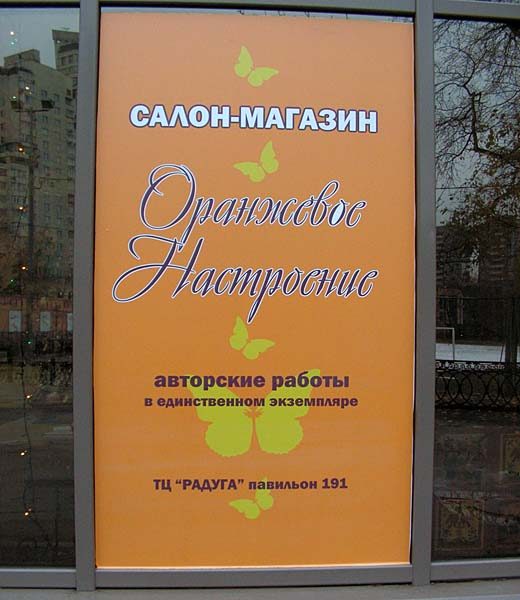 САЛОН-МАГАЗИН
Оранжевое
Настроение
авторские работы
в единственном экземпляре
ТЦ "РАДУГА" павильон 191